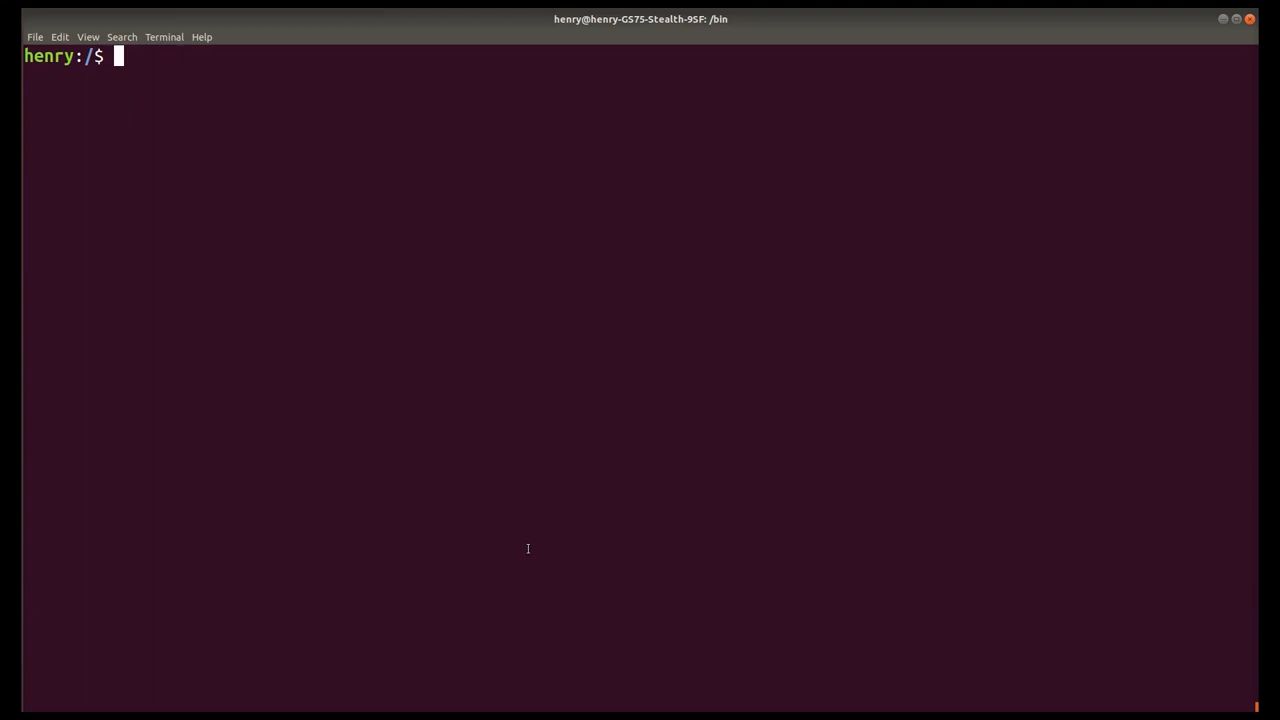 henry@henry-GS75-Stealth-9SF: /bin
File Edit View Search Terminal Help
henry:/$